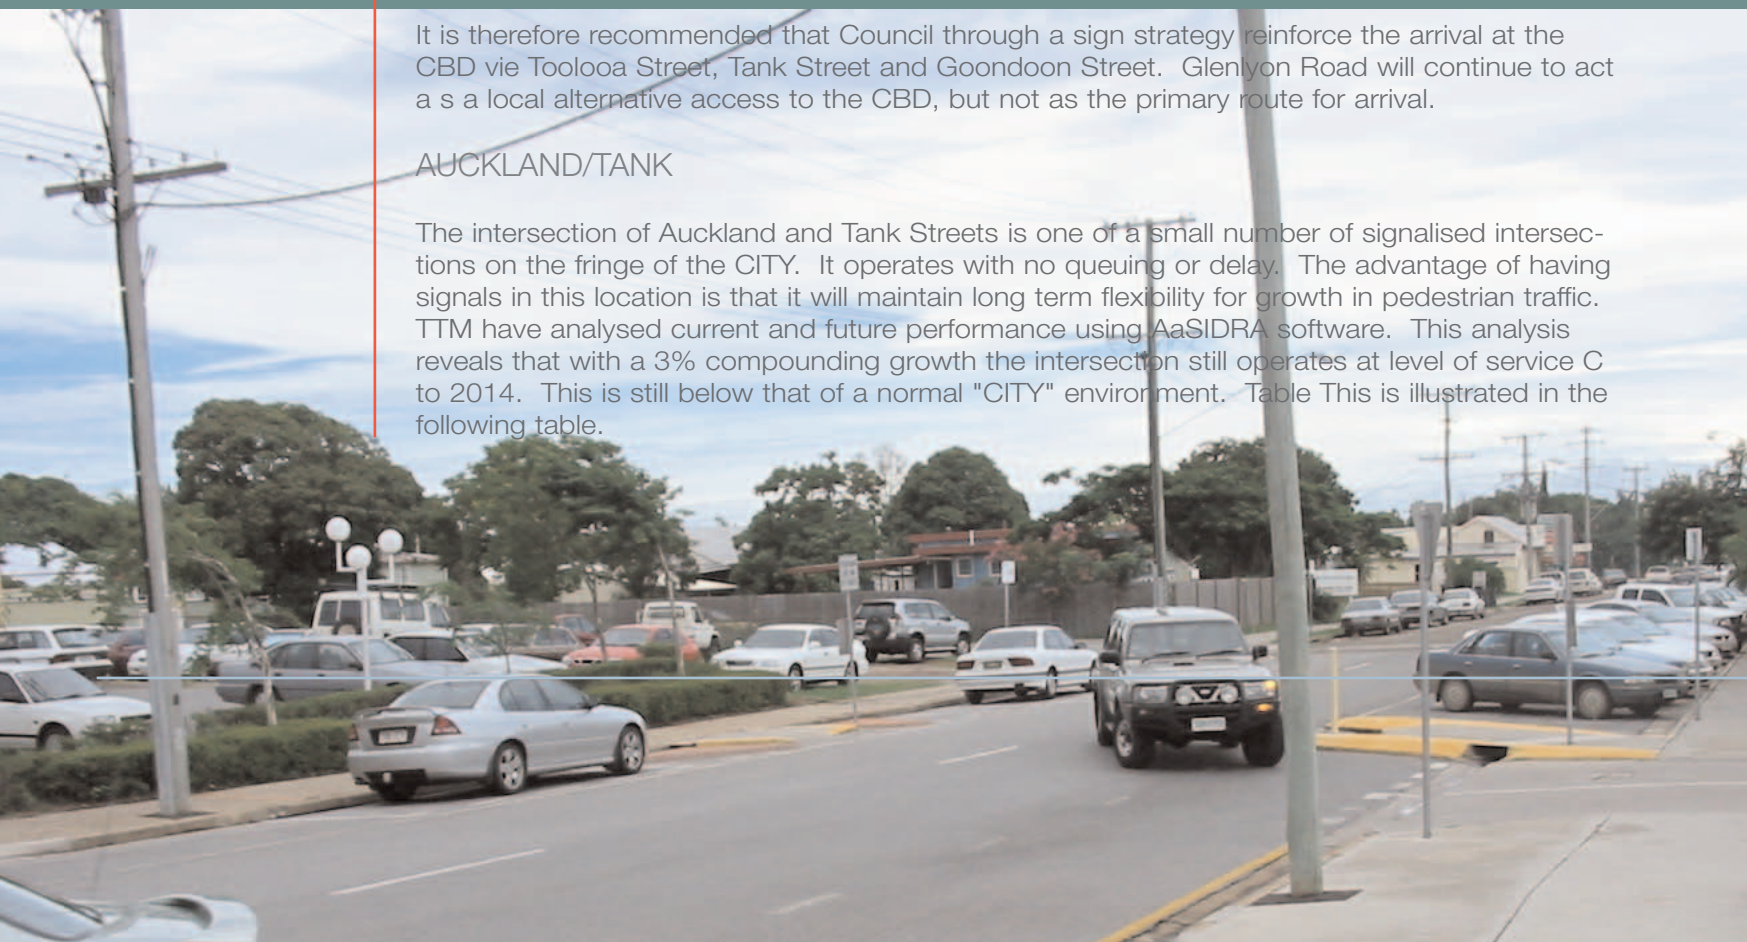 It is therefore recommended that Council through a sign strategy reinforce the arrival at the
CBD vie Toolooa Street, Tank Street and Goondoon Street.  Glenlyon Road will continue to act
a s a local alternative access to the CBD, but not as the primary route for arrival.
AUCKLAND/TANK
The intersection of Auckland and Tank Streets is one of a small number of signalised intersec-
tions on the fringe of the CITY.  It operates with no queuing or delay.  The advantage of having
signals in this location is that it will maintain long term flexibility for growth in pedestrian traffic.
TTM have analysed current and future performance using AaSIDRA software.  This analysis
reveals that with a 3% compounding growth the intersection still operates at level of service C
to 2014.  This is still below that of a normal "CITY" environment.  Table This is illustrated in the
following table.